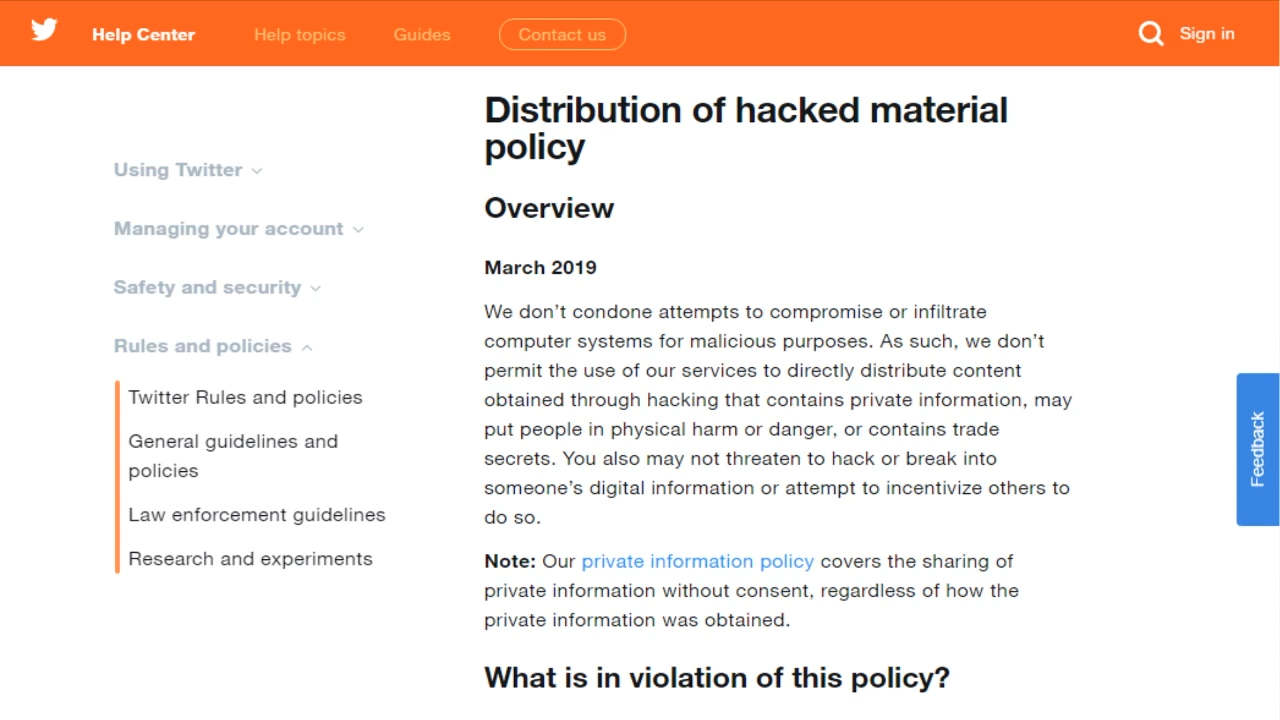 Help Center
Help topics
Guides
Contact us
Sign in
Using Twitter
Managing your account
Safety and security
Rules and policies
Twitter Rules and policies
General guidelines and
policies
Law enforcement guidelines
Research and experiments
Distribution of hacked material
policy
Overview
March 2019
We don’t condone attempts to compromise or infiltrate
computer systems for malicious purposes. As such, we don’t
permit the use of our services to directly distribute content
obtained through hacking that contains private information, may
put people in physical harm or danger, or contains trade
secrets. You also may not threaten to hack or break into
someone’s digital information or attempt to incentivize others to
do so.
Note: Our private information policy covers the sharing of
private information without consent, regardless of how the
private information was obtained.
What is in violation of this policy?
Feedback